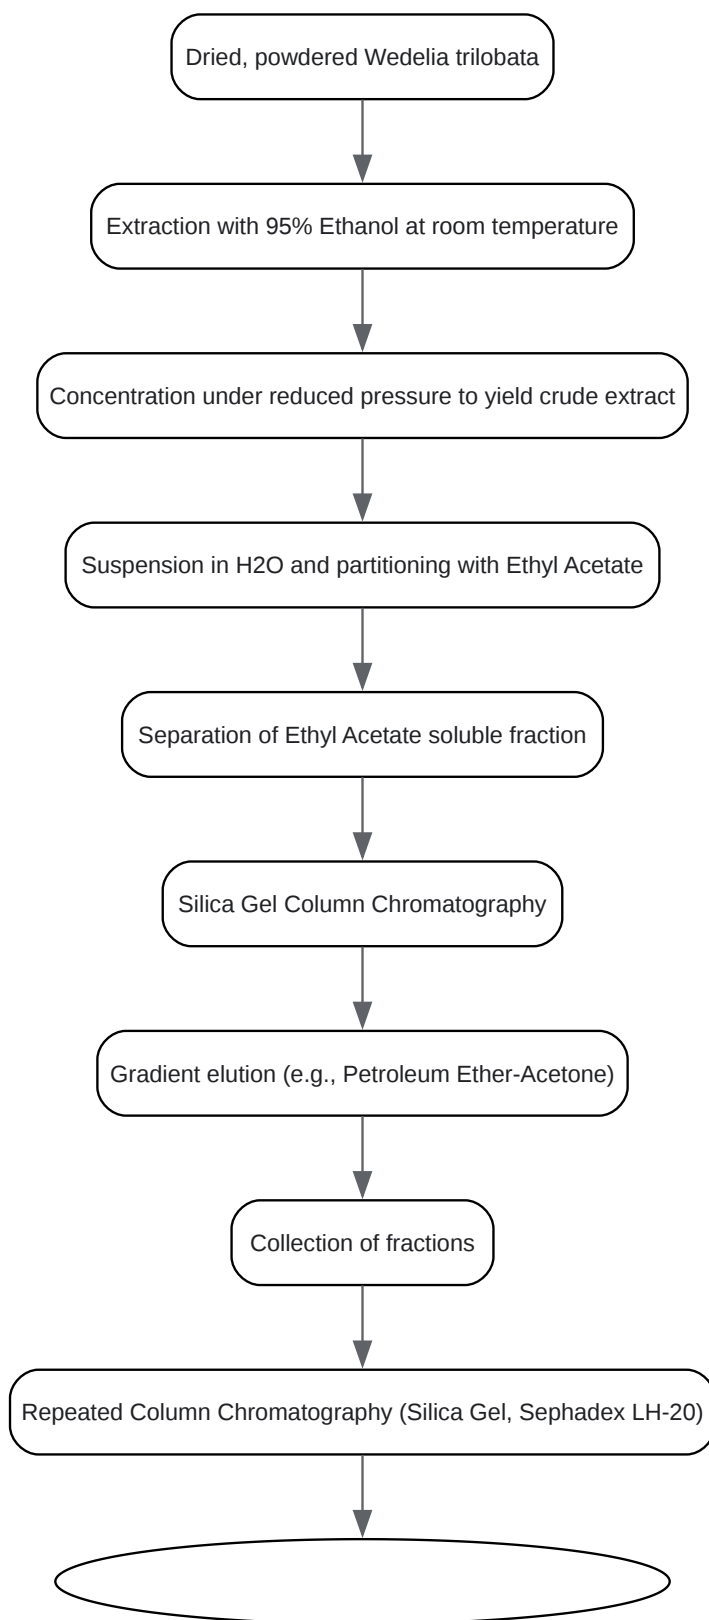 Dried, powdered Wedelia trilobata
Extraction with 95% Ethanol at room temperature
Concentration under reduced pressure to yield crude extract
Suspension in H2O and partitioning with Ethyl Acetate
Separation of Ethyl Acetate soluble fraction
Silica Gel Column Chromatography
Gradient elution (e.g., Petroleum Ether-Acetone)
Collection of fractions
Repeated Column Chromatography (Silica Gel, Sephadex LH-20)